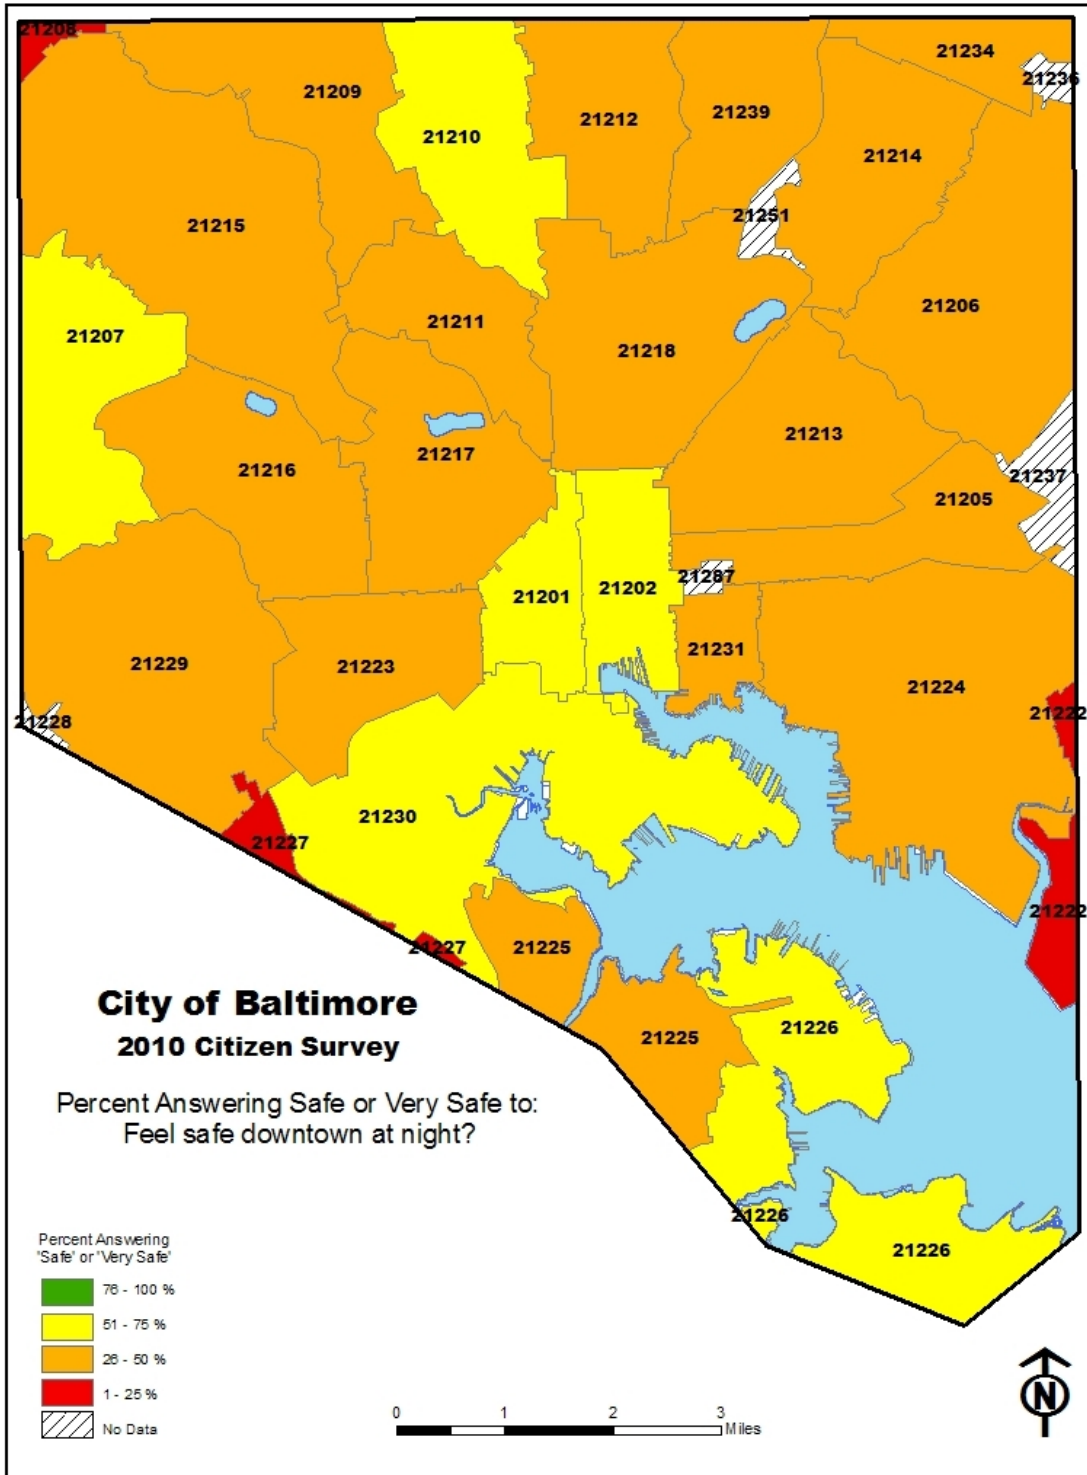 21208
21234
21236
21209
21212
21239
21210
21214
21251
21215
21206
21207
21211
21218
21213
21217
21216
21237
21205
21287
21201
21202
21231
21229
21223
21224
21228
21222
21230
21227
21222
21227
21225
City of Baltimore
2010 Citizen Survey
21225
21226
Percent Answering Safe or Very Safe to:
Feel safe downtown at night?
21226
21226
Percent Answering
'Safe' or 'Very Safe'
76 - 100 %
51 - 75 %
26 - 50 %
1 - 25 %
No Data
0 1 2 3
Miles
N